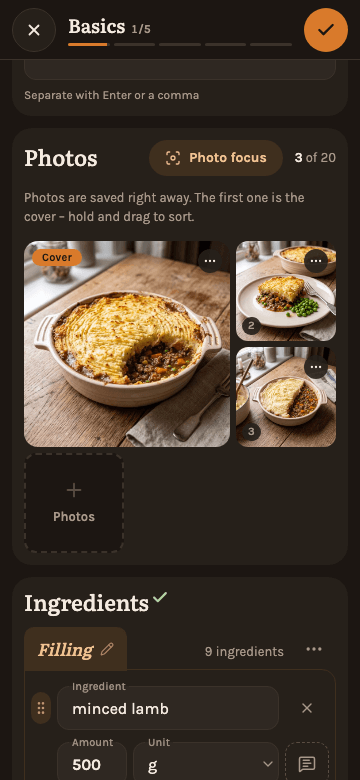 Basics 1/5
Separate with Enter or a comma
Photos
Photo focus
3 of 20
Photos are saved right away. The first one is the
cover – hold and drag to sort.
Cover
2
3
Photos
Ingredients
Filling
9 ingredients
Ingredient
minced lamb
Amount
500
Unit
g